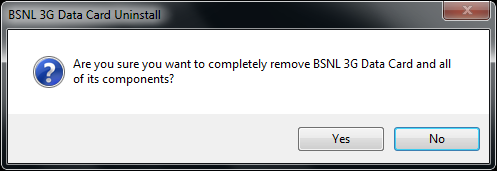 BSNL 3G Data Card Uninstall
Are you sure you want to completely remove BSNL 3G Data Card and all
of its components?
Yes
No